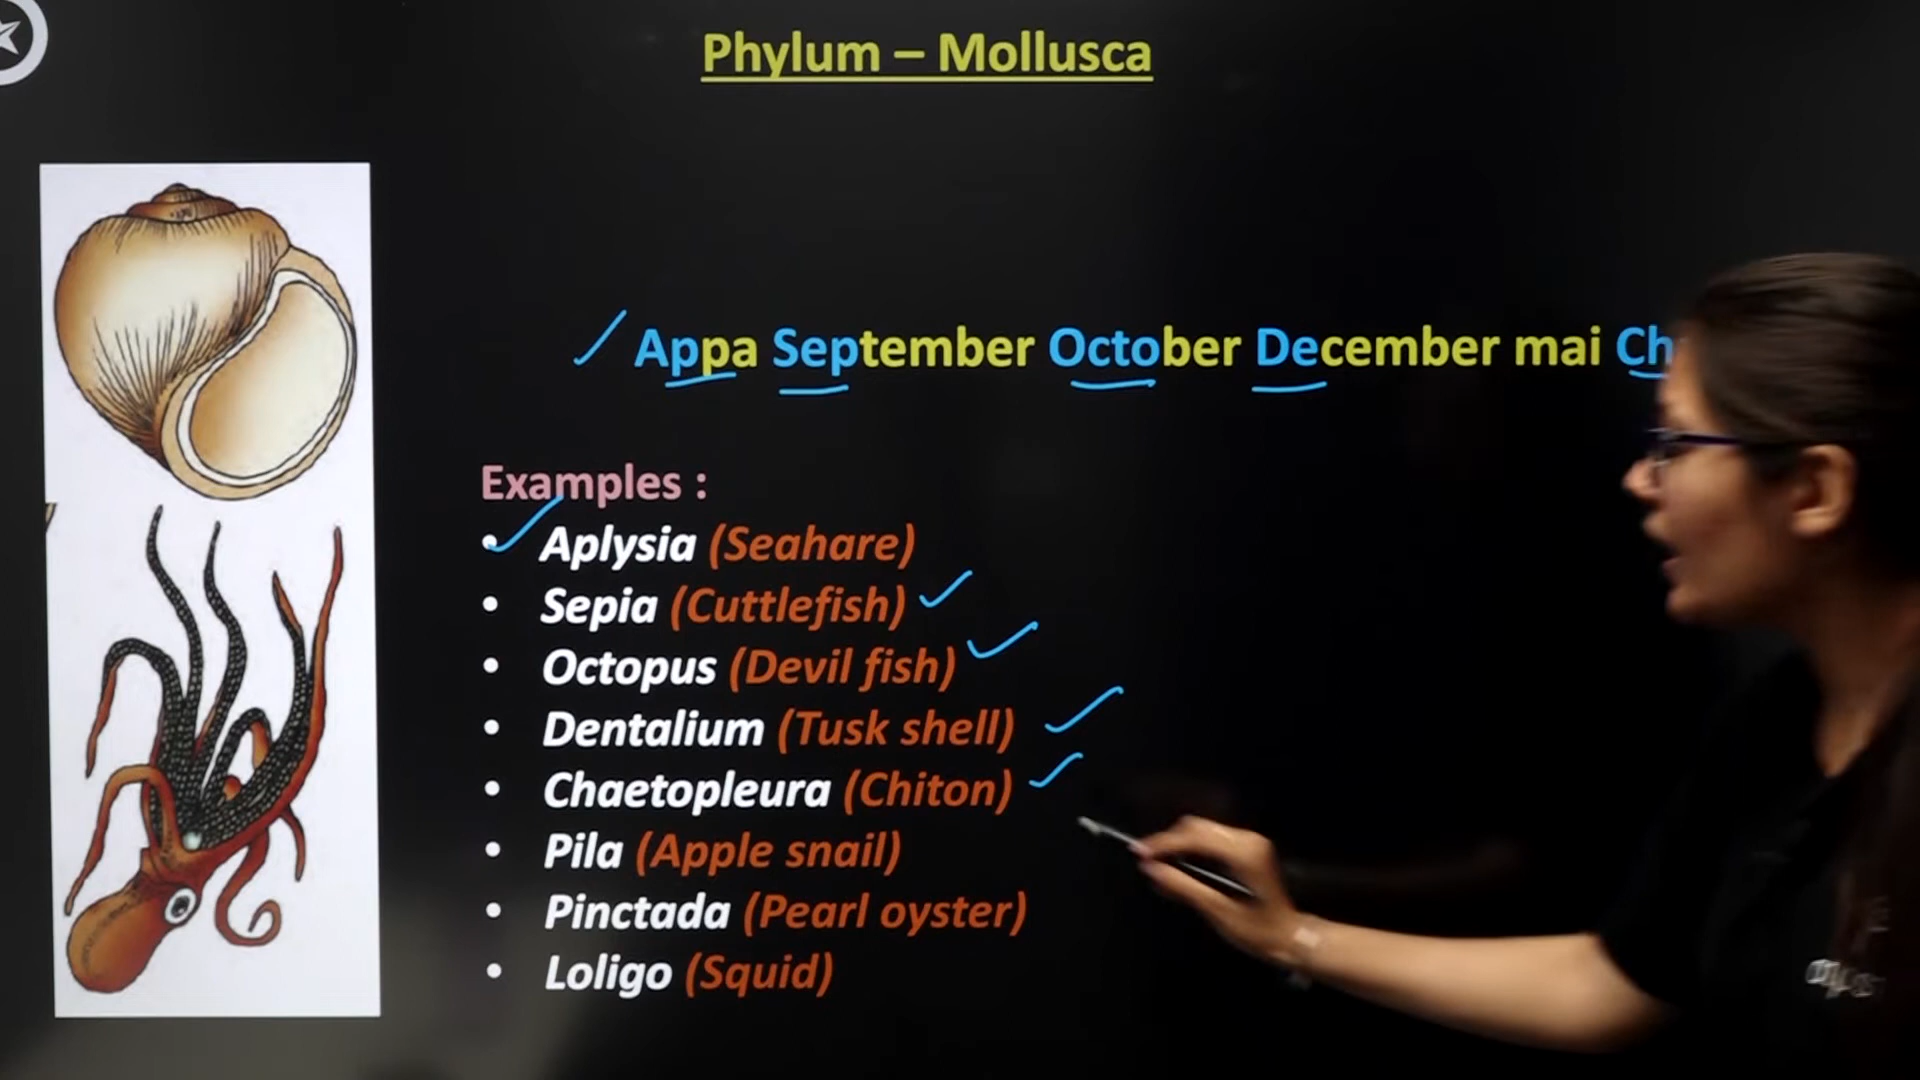 Phylum – Mollusca
Appa September October December mai Ch
Examples :
• Aplysia (Seahare)
• Sepia (Cuttlefish)
• Octopus (Devil fish)
• Dentalium (Tusk shell)
• Chaetopleura (Chiton)
• Pila (Apple snail)
• Pinctada (Pearl oyster)
• Loligo (Squid)